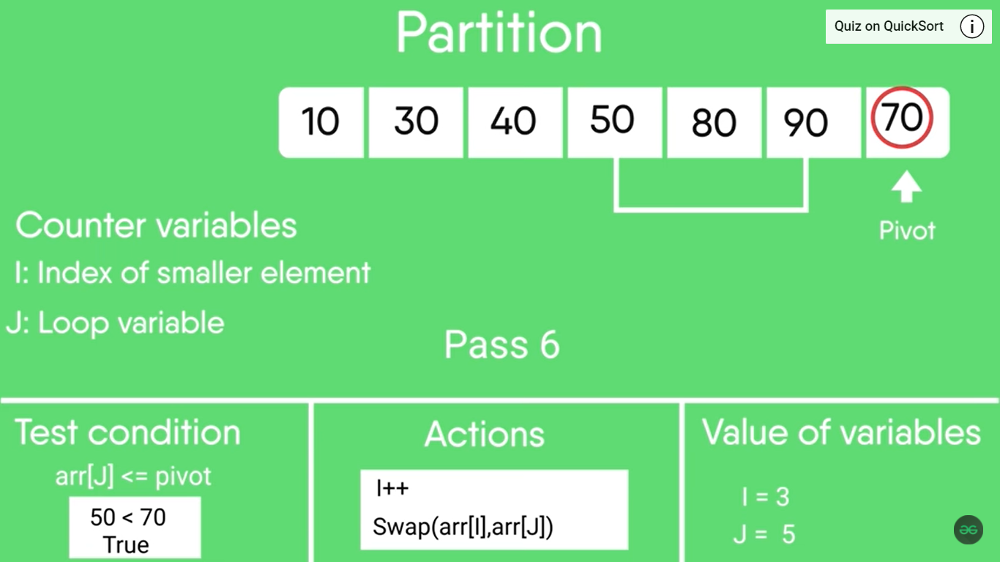 Partition
Quiz on QuickSort
10 30 40 50 80 90 70
Pivot
Counter variables
I: Index of smaller element
J: Loop variable
Pass 6
Test condition
arr[J] <= pivot
50 < 70
True
Actions
I++
Swap(arr[I],arr[J])
Value of variables
I = 3
J = 5